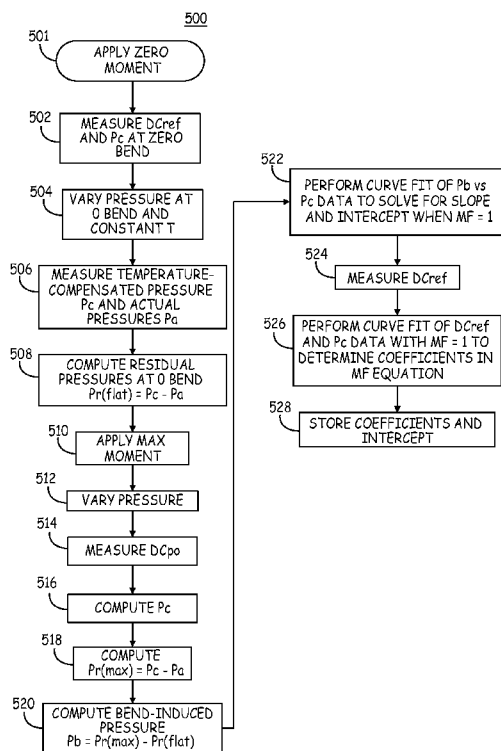 500
501
APPLY ZERO
MOMENT
502
MEASURE DCref
AND Pc AT ZERO
BEND
504
VARY PRESSURE AT
0 BEND AND
CONSTANT T
506
MEASURE TEMPERATURE-
COMPENSATED PRESSURE
Pc AND ACTUAL
PRESSURES Pa
508
COMPUTE RESIDUAL
PRESSURES AT 0 BEND
Pr(flat) = Pc - Pa
510
APPLY MAX
MOMENT
512
VARY PRESSURE
514
MEASURE DCpo
516
COMPUTE Pc
518
COMPUTE
Pr(max) = Pc - Pa
520
COMPUTE BEND-INDUCED
PRESSURE
Pb = Pr(max) - Pr(flat)
522
PERFORM CURVE FIT OF Pb vs
Pc DATA TO SOLVE FOR SLOPE
AND INTERCEPT WHEN MF = 1
524
MEASURE DCref
526
PERFORM CURVE FIT OF DCref
AND Pc DATA WITH MF = 1 TO
DETERMINE COEFFICIENTS IN
MF EQUATION
528
STORE COEFFICIENTS AND
INTERCEPT